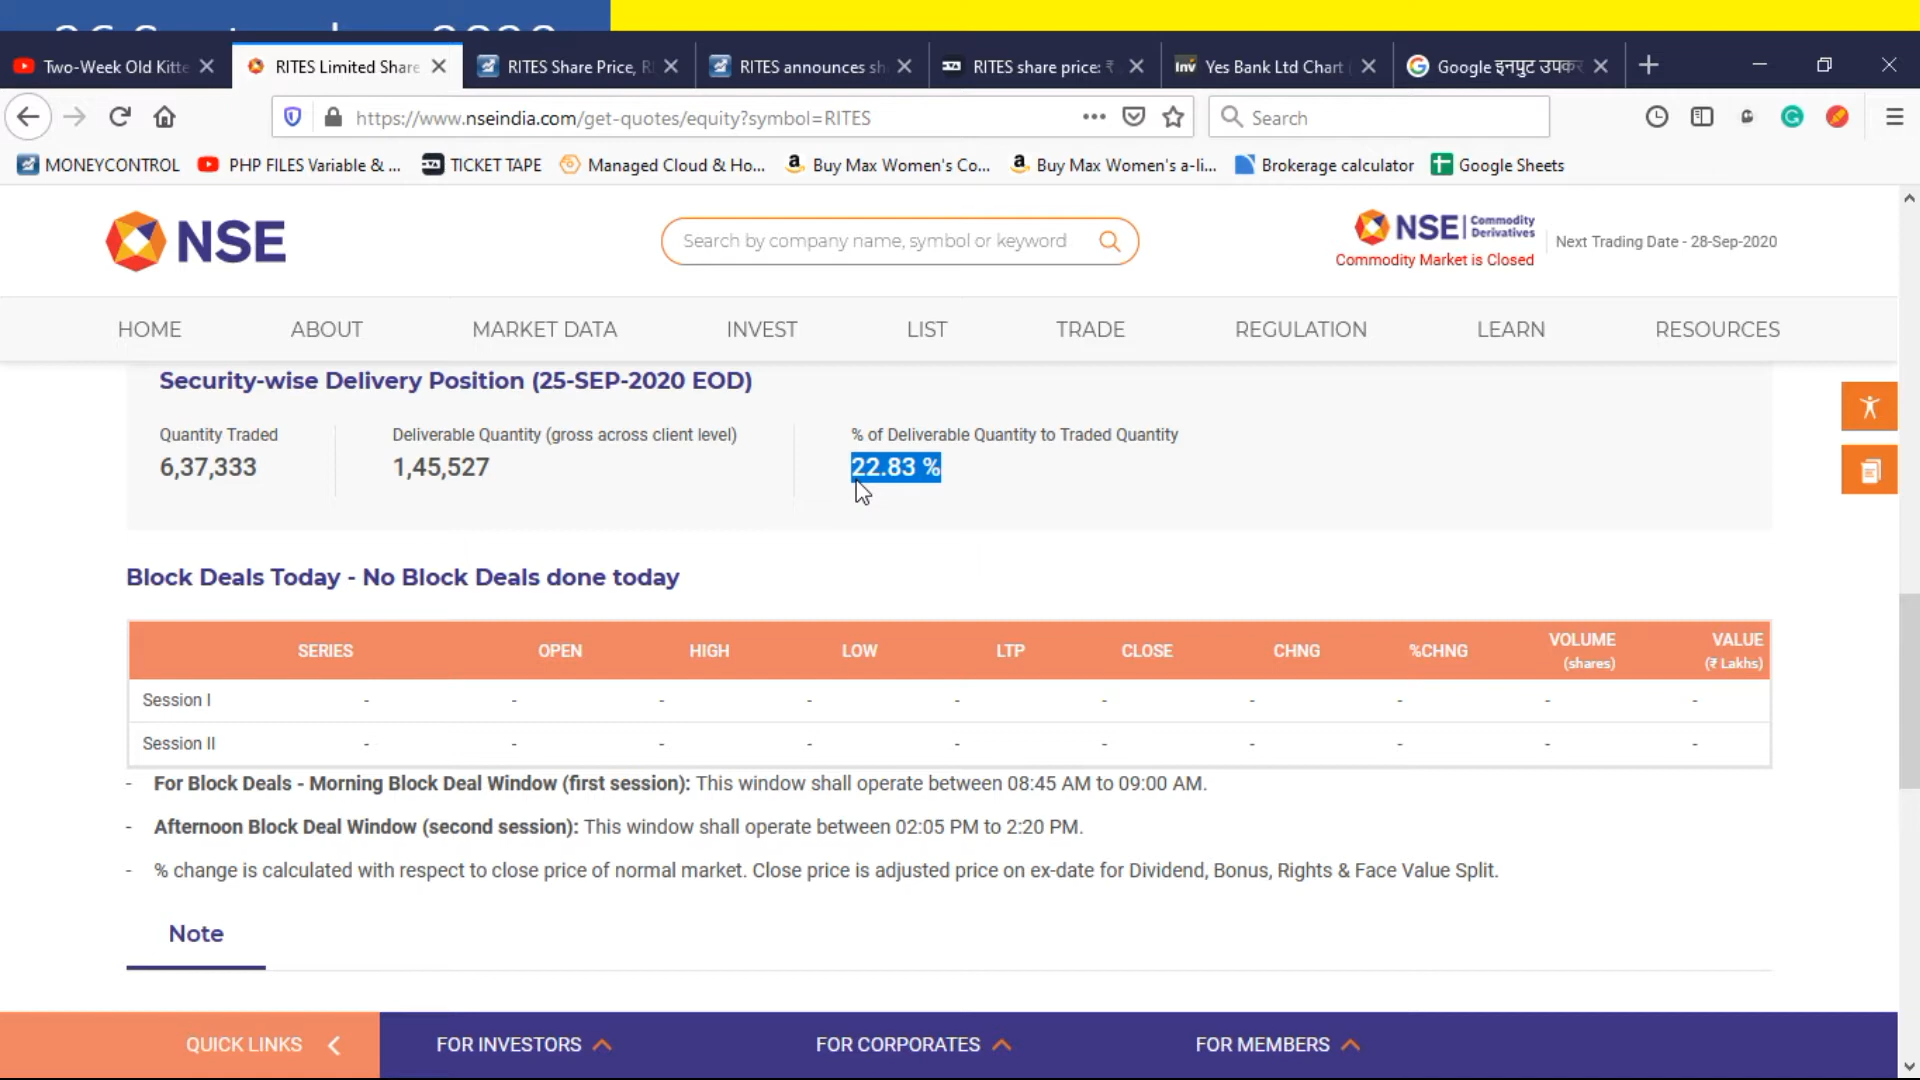 Two-Week Old Kitte
RITES Limited Share
RITES Share Price, R
RITES announces sh
RITES share price: ₹
Inv Yes Bank Ltd Chart
Google इनपुट उपकर
https://www.nseindia.com/get-quotes/equity?symbol=RITES
Search
MONEYCONTROL
PHP FILES Variable & ...
TICKET TAPE
Managed Cloud & Ho...
Buy Max Women's Co...
Buy Max Women's a-li...
Brokerage calculator
Google Sheets
NSE
Search by company name, symbol or keyword
NSE Commodity Derivatives
Commodity Market is Closed
Next Trading Date - 28-Sep-2020
HOME ABOUT MARKET DATA INVEST LIST TRADE REGULATION LEARN RESOURCES
Security-wise Delivery Position (25-SEP-2020 EOD)
Quantity Traded
6,37,333
Deliverable Quantity (gross across client level)
1,45,527
% of Deliverable Quantity to Traded Quantity
22.83 %
Block Deals Today - No Block Deals done today
SERIES OPEN HIGH LOW LTP CLOSE CHNG %CHNG VOLUME (shares) VALUE (₹ Lakhs)
Session I - - - - - - - - - -
Session II - - - - - - - - - -
- For Block Deals - Morning Block Deal Window (first session): This window shall operate between 08:45 AM to 09:00 AM.
- Afternoon Block Deal Window (second session): This window shall operate between 02:05 PM to 2:20 PM.
- % change is calculated with respect to close price of normal market. Close price is adjusted price on ex-date for Dividend, Bonus, Rights & Face Value Split.
Note
QUICK LINKS
FOR INVESTORS
FOR CORPORATES
FOR MEMBERS